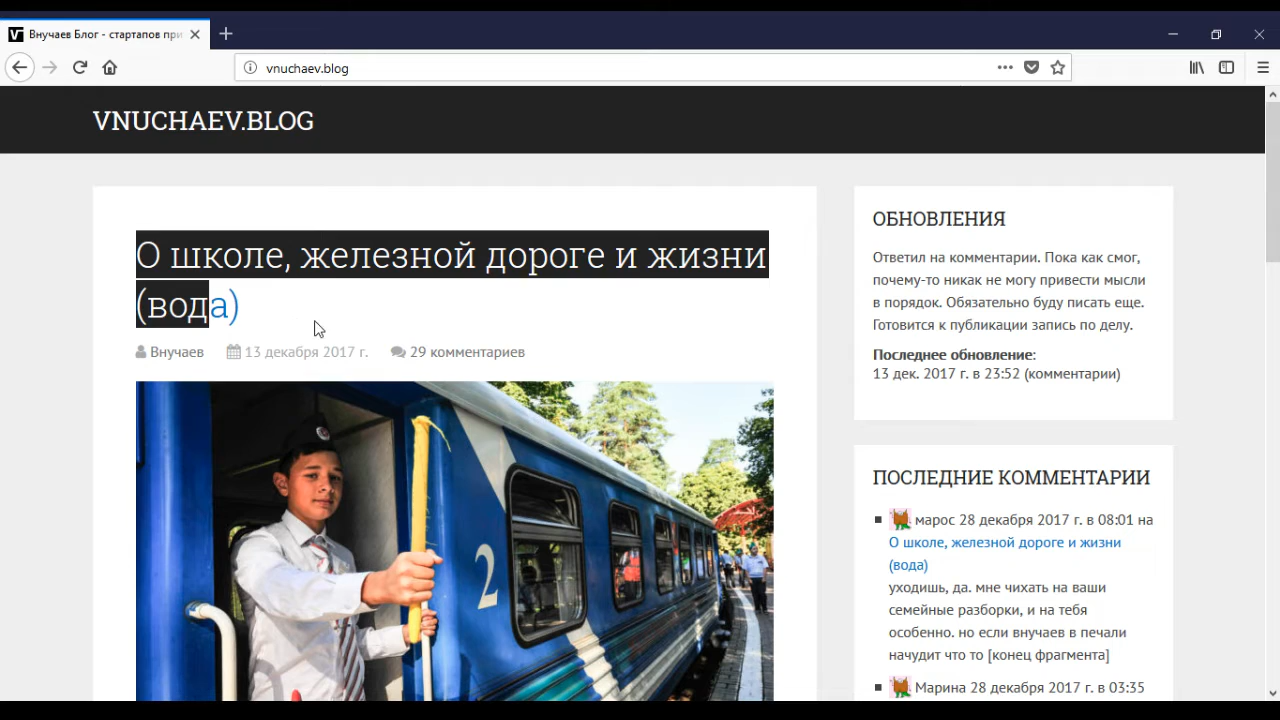 Внучаев Блог - стартапов при
vnuchaev.blog
VNUCHAEV.BLOG
О школе, железной дороге и жизни
(вода)
Внучаев 13 декабря 2017 г. 29 комментариев
2
ОБНОВЛЕНИЯ
Ответил на комментарии. Пока как смог,
почему-то никак не могу привести мысли
в порядок. Обязательно буду писать еще.
Готовится к публикации запись по делу.
Последнее обновление:
13 дек. 2017 г. в 23:52 (комментарии)
ПОСЛЕДНИЕ КОММЕНТАРИИ
марос 28 декабря 2017 г. в 08:01 на
О школе, железной дороге и жизни
(вода)
уходишь, да. мне чихать на ваши
семейные разборки, и на тебя
особенно. но если внучаев в печали
начудит что то [конец фрагмента]
Марина 28 декабря 2017 г. в 03:35